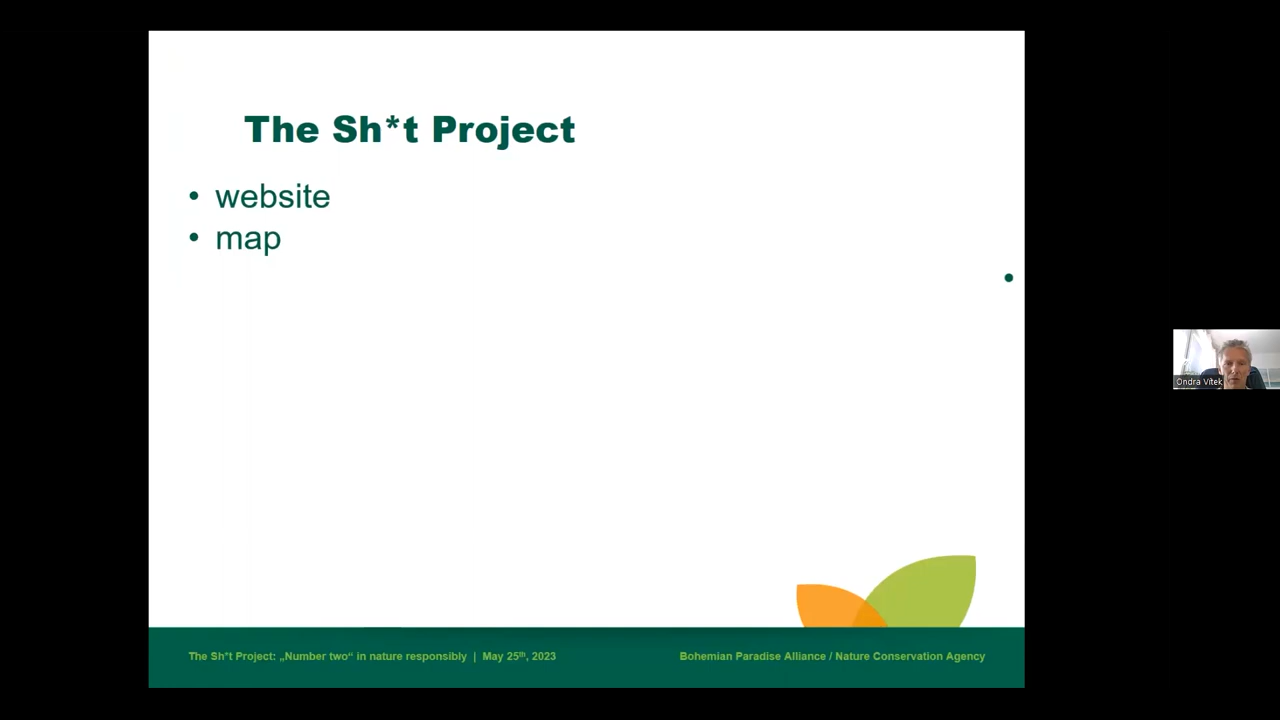 The Sh*t Project
• website
• map
•
Ondra Vítek
The Sh*t Project: „Number two“ in nature responsibly | May 25th, 2023
Bohemian Paradise Alliance / Nature Conservation Agency